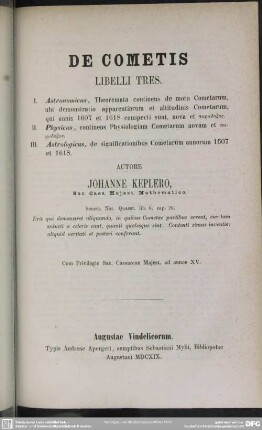 DE COMETIS
LIBELLI TRES.
I. Astronomicus, Theoremata continens de motu Cometarum,
ubi demonstratio apparentiarum et altitudinis Cometarum,
qui annis 1607 et 1618 conspecti sunt, nova et παράδοξος.
II. Physicus, continens Physiologiam Cometarum novam et πα-
ράδοξον.
III. Astrologicus, de significationibus Cometarum annorum 1607
et 1618.
AUTORE
JOHANNE KEPLERO,
Sac. Caes. Majest. Mathematico.
Seneca Nat. Quaest. lib. 6. cap. 26.
Erit qui demonstret aliquando, in quibus Cometae partibus errent, cur tam
seducti a ceteris eant, quanti qualesque sint. Contenti simus inventis:
aliquid veritati et posteri conferant.
Cum Privilegio Sac. Caesareae Majest. ad annos XV.
Augustae Vindelicorum.
Typis Andreae Apergeri, sumptibus Sebastiani Mylii, Bibliopolae
Augustani MDCXIX.
DFG